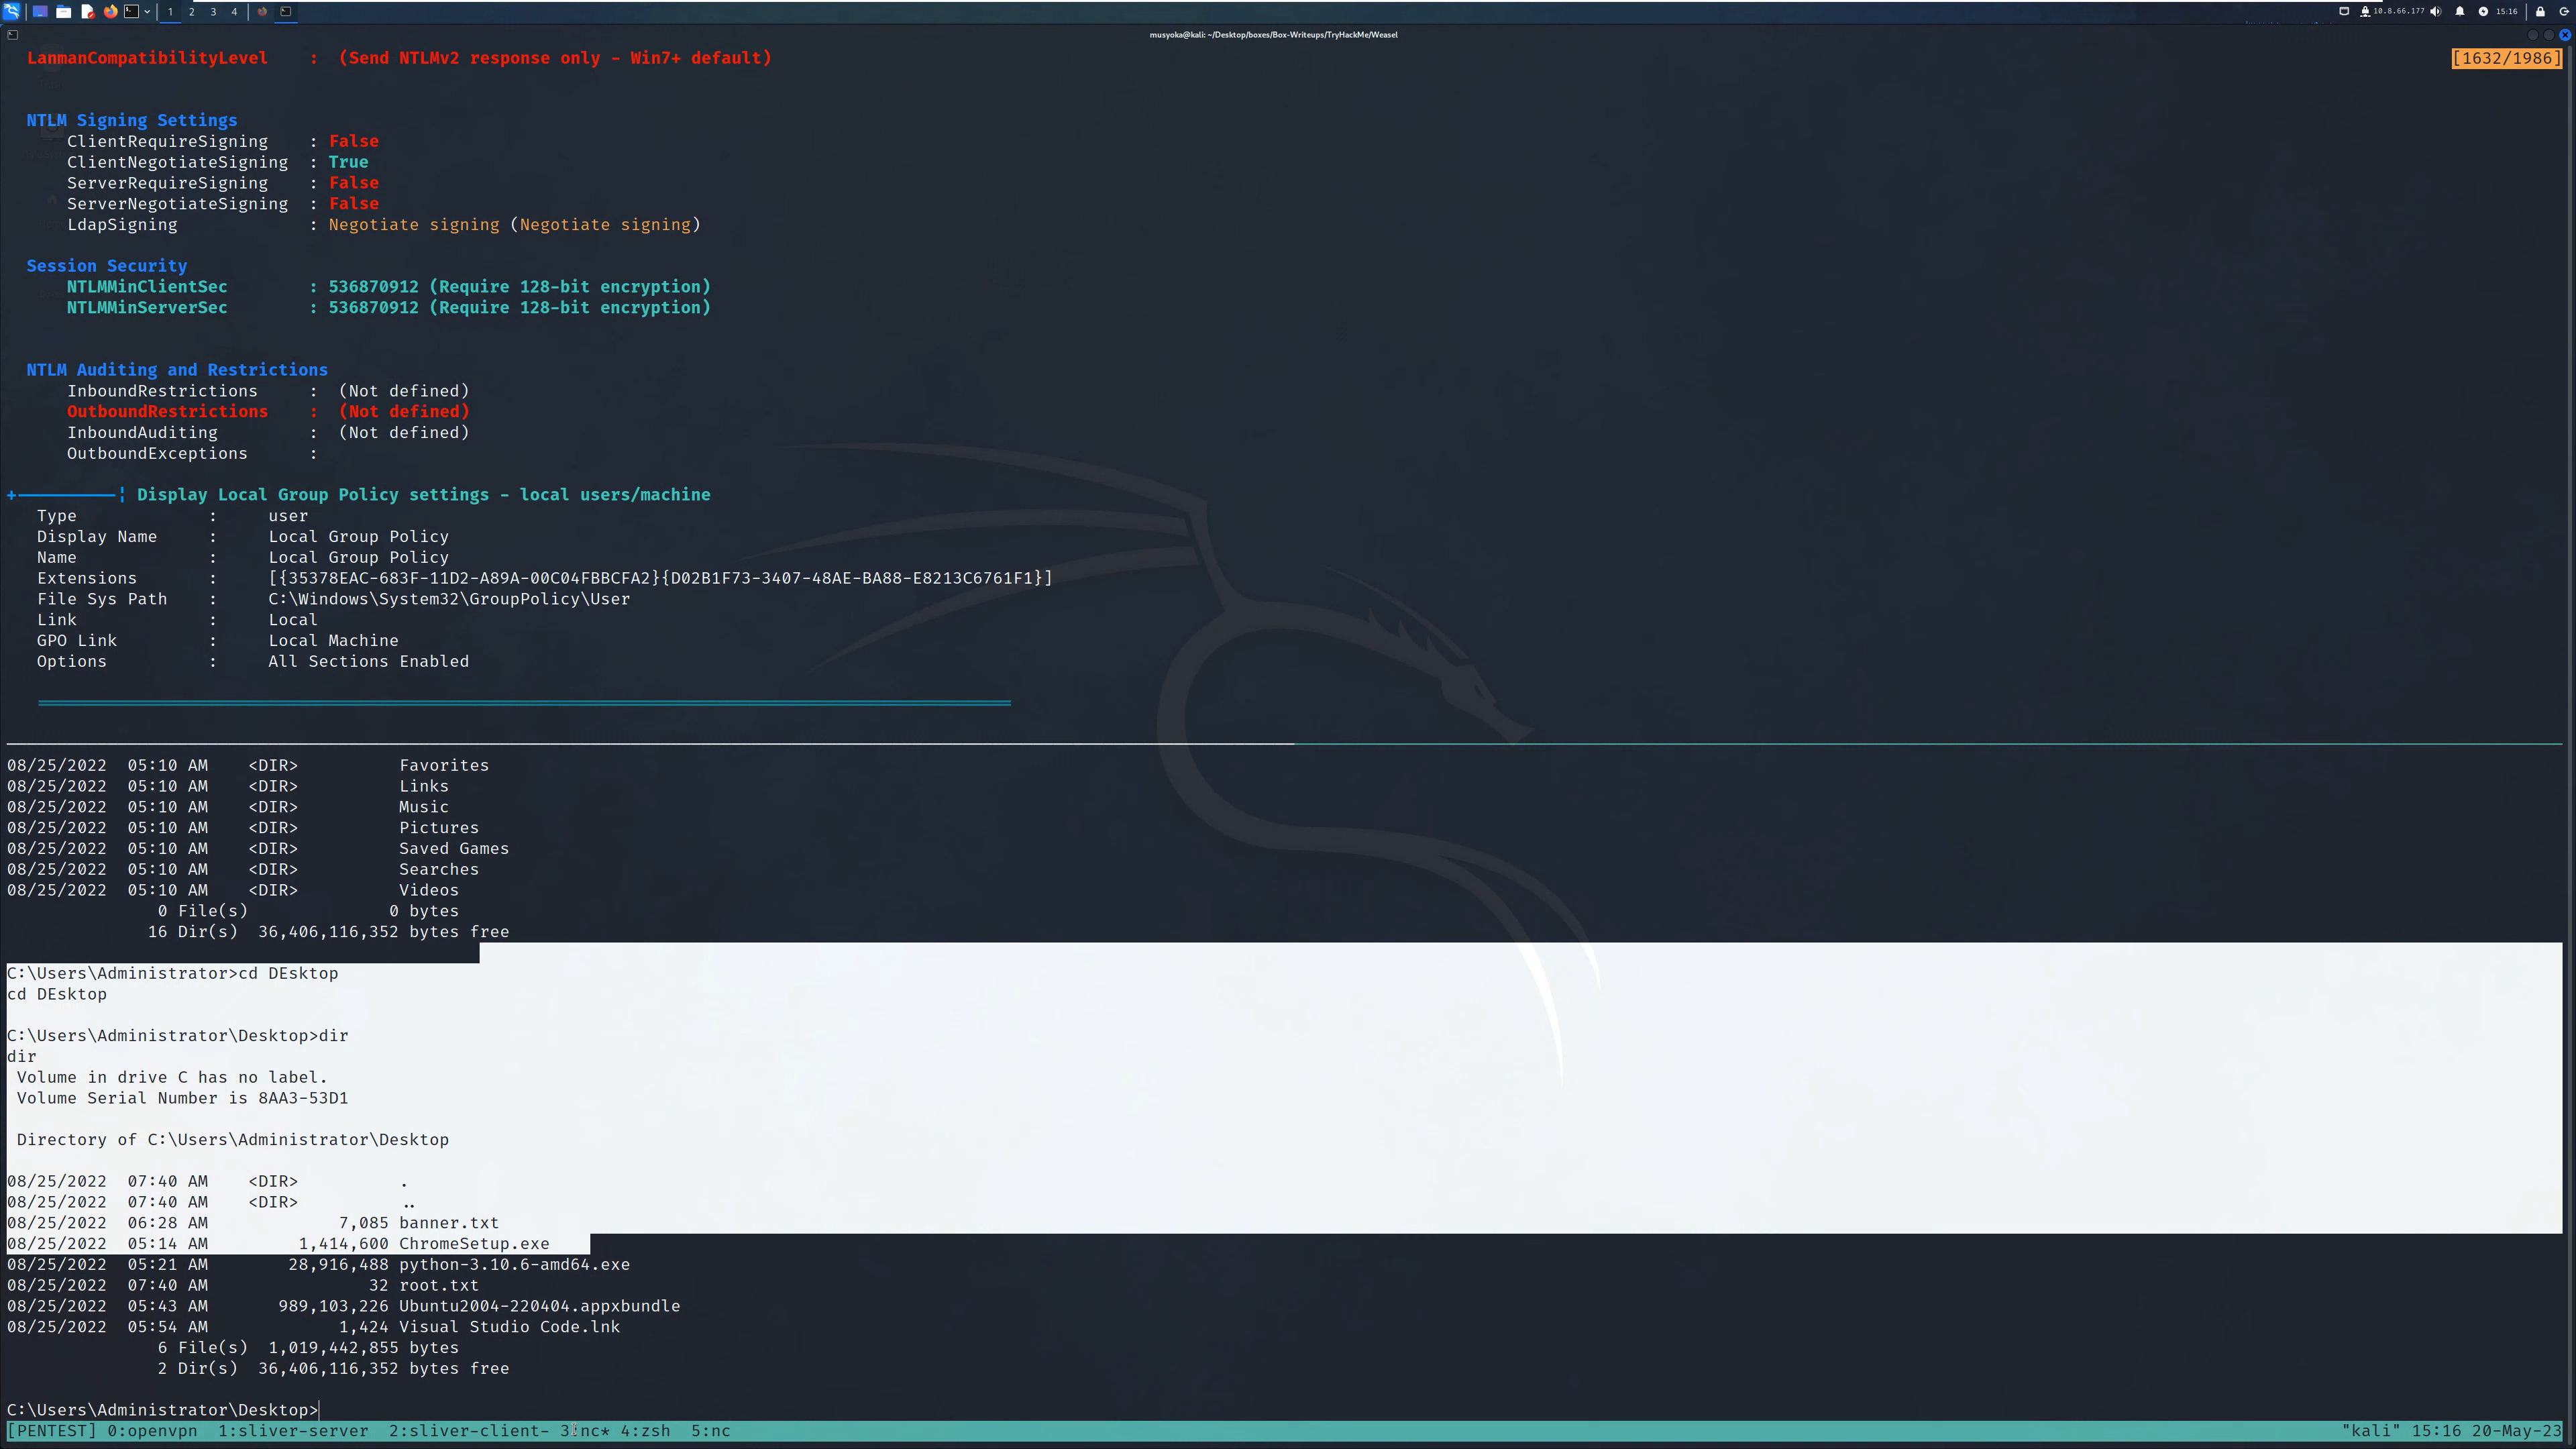 1 2 3 4
10.8.66.177 15:16
musyoka@kali: ~/Desktop/boxes/Box-Writeups/TryHackMe/Weasel
LanmanCompatibilityLevel : (Send NTLMv2 response only - Win7+ default) [1632/1986]
NTLM Signing Settings
ClientRequireSigning : False
ClientNegotiateSigning : True
ServerRequireSigning : False
ServerNegotiateSigning : False
LdapSigning : Negotiate signing (Negotiate signing)
Session Security
NTLMMinClientSec : 536870912 (Require 128-bit encryption)
NTLMMinServerSec : 536870912 (Require 128-bit encryption)
NTLM Auditing and Restrictions
InboundRestrictions : (Not defined)
OutboundRestrictions : (Not defined)
InboundAuditing : (Not defined)
OutboundExceptions :
+----------¦ Display Local Group Policy settings - local users/machine
Type : user
Display Name : Local Group Policy
Name : Local Group Policy
Extensions : [{35378EAC-683F-11D2-A89A-00C04FBBCFA2}{D02B1F73-3407-48AE-BA88-E8213C6761F1}]
File Sys Path : C:\Windows\System32\GroupPolicy\User
Link : Local
GPO Link : Local Machine
Options : All Sections Enabled
08/25/2022 05:10 AM <DIR> Favorites
08/25/2022 05:10 AM <DIR> Links
08/25/2022 05:10 AM <DIR> Music
08/25/2022 05:10 AM <DIR> Pictures
08/25/2022 05:10 AM <DIR> Saved Games
08/25/2022 05:10 AM <DIR> Searches
08/25/2022 05:10 AM <DIR> Videos
0 File(s) 0 bytes
16 Dir(s) 36,406,116,352 bytes free
C:\Users\Administrator>cd DEsktop
cd DEsktop
C:\Users\Administrator\Desktop>dir
dir
Volume in drive C has no label.
Volume Serial Number is 8AA3-53D1
Directory of C:\Users\Administrator\Desktop
08/25/2022 07:40 AM <DIR> .
08/25/2022 07:40 AM <DIR> ..
08/25/2022 06:28 AM 7,085 banner.txt
08/25/2022 05:14 AM 1,414,600 ChromeSetup.exe
08/25/2022 05:21 AM 28,916,488 python-3.10.6-amd64.exe
08/25/2022 07:40 AM 32 root.txt
08/25/2022 05:43 AM 989,103,226 Ubuntu2004-220404.appxbundle
08/25/2022 05:54 AM 1,424 Visual Studio Code.lnk
6 File(s) 1,019,442,855 bytes
2 Dir(s) 36,406,116,352 bytes free
C:\Users\Administrator\Desktop>
[PENTEST] 0:openvpn 1:sliver-server 2:sliver-client- 3:nc* 4:zsh 5:nc "kali" 15:16 20-May-23